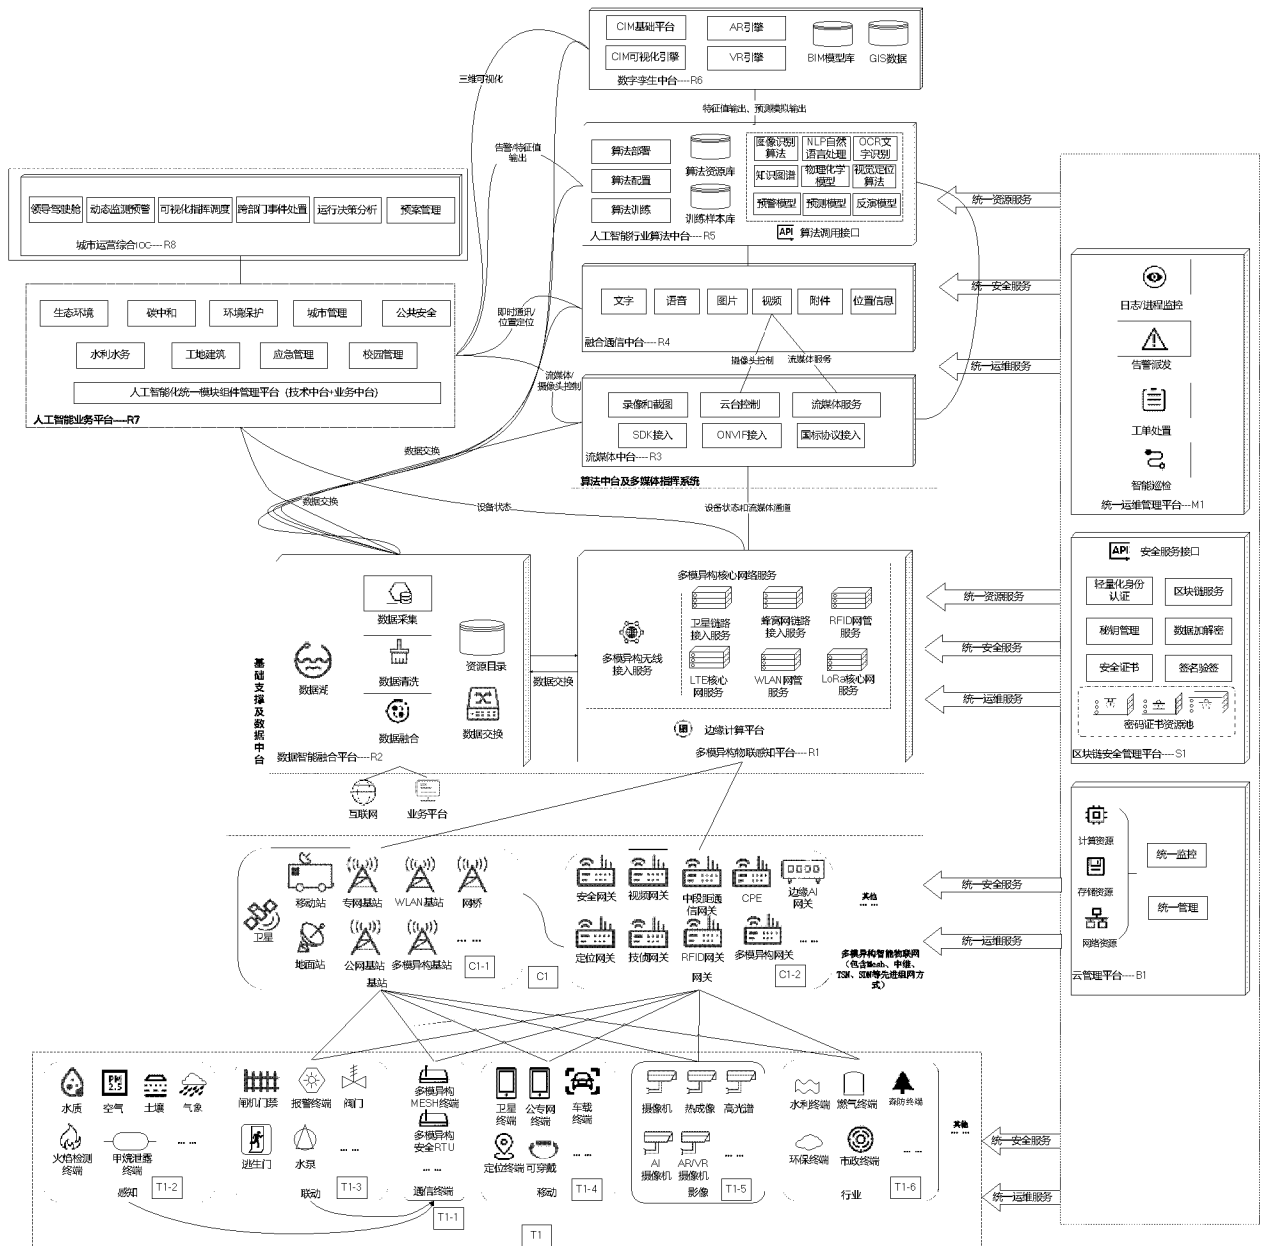 CIM基础平台
AR引擎
CIM可视化引擎
VR引擎
BIM模型库
GIS数据
数字孪生中台----R6
三维可视化
特征值输出、预测模拟输出
告警/特征值
输出
算法部署
算法配置
算法训练
算法资源库
训练样本库
图像识别
算法
NLP自然
语言处理
OCR文
字识别
知识图谱
物理化学
模型
视觉定位
算法
预警模型
预测模型
反演模型
API
算法调用接口
人工智能行业算法中台----R5
领导驾驶舱
动态监测预警
可视化指挥调度
跨部门事件处置
运行决策分析
预案管理
城市运营综合IOC----R8
生态环境
碳中和
环境保护
城市管理
公共安全
水利水务
工地建筑
应急管理
校园管理
人工智能化统一模块组件管理平台（技术中台+业务中台）
人工智能业务平台----R7
即时通讯/
位置定位
流媒体/
摄像头控制
文字
语音
图片
视频
附件
位置信息
融合通信中台----R4
摄像头控制
流媒体服务
录像和截图
云台控制
流媒体服务
SDK接入
ONVIF接入
国标协议接入
流媒体中台----R3
算法中台及多媒体指挥系统
数据交换
数据交换
设备状态
设备状态和流媒体通道
统一资源服务
统一安全服务
统一运维服务
日志/进程监控
告警派发
工单处置
智能巡检
统一运维管理平台----M1
基础支撑及数据中台
数据采集
数据湖
数据清洗
资源目录
数据融合
数据交换
数据智能融合平台----R2
数据交换
多模异构核心网络服务
多模异构无线
接入服务
卫星链路
接入服务
蜂窝网链路
接入服务
RFID网管
服务
LTE核心
网服务
WLAN网管
服务
LoRa核心网
服务
边缘计算平台
多模异构物联感知平台----R1
统一资源服务
统一安全服务
统一运维服务
API
安全服务接口
轻量化身份
认证
区块链服务
秘钥管理
数据加解密
安全证书
签名验签
密码证书资源池
区块链安全管理平台----S1
互联网
业务平台
计算资源
存储资源
网络资源
统一监控
统一管理
云管理平台----B1
移动站
专网基站
WLAN基站
网桥
卫星
地面站
公网基站
多模异构基站
... ...
基站
C1-1
C1
安全网关
视频网关
中段距通
信网关
CPE
边缘AI
网关
定位网关
技侦网关
RFID网关
多模异构网关
... ...
网关
C1-2
其他
... ...
多模异构智能物联网
（包含Mesh、中继、
TSN、SDN等先进组网方
式）
统一安全服务
统一运维服务
水质
PM
2.5
空气
土壤
气象
火焰检测
终端
甲烷泄露
终端
... ...
感知
T1-2
闸机门禁
报警终端
阀门
逃生门
水泵
... ...
联动
T1-3
多模异构
MESH终端
多模异构
安全RTU
... ...
通信终端
T1-1
卫星
终端
公专网
终端
车载
终端
定位终端
可穿戴
... ...
移动
T1-4
摄像机
热成像
高光谱
AI
摄像机
AR/VR
摄像机
... ...
影像
T1-5
水利终端
燃气终端
消防终端
环保终端
市政终端
... ...
行业
T1-6
其他
... ...
T1
统一安全服务
统一运维服务